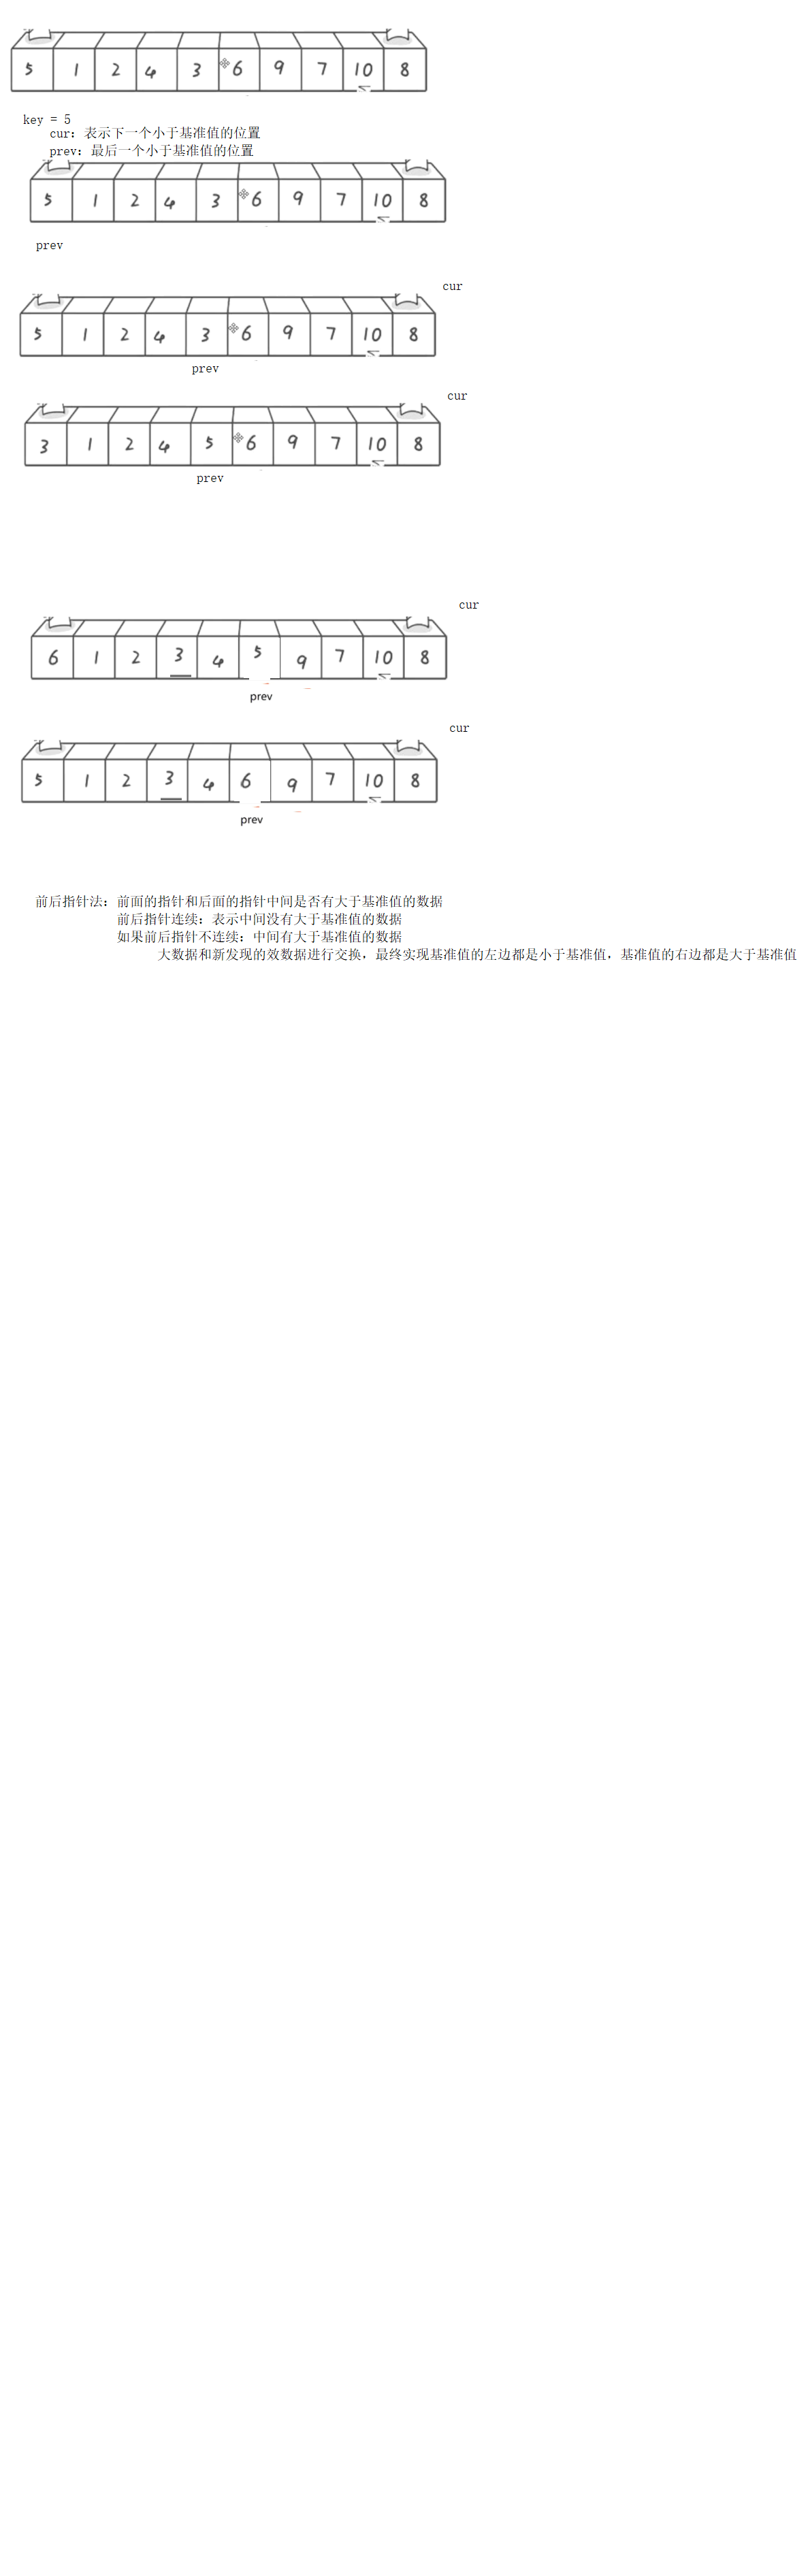 5 1 2 4 3 6 9 7 10 8
key = 5
cur：表示下一个小于基准值的位置
prev：最后一个小于基准值的位置
5 1 2 4 3 6 9 7 10 8
prev
cur
5 1 2 4 3 6 9 7 10 8
prev
cur
3 1 2 4 5 6 9 7 10 8
prev
cur
6 1 2 3 4 5 9 7 10 8
prev
cur
5 1 2 3 4 6 9 7 10 8
prev
前后指针法：前面的指针和后面的指针中间是否有大于基准值的数据
前后指针连续：表示中间没有大于基准值的数据
如果前后指针不连续：中间有大于基准值的数据
大数据和新发现的效数据进行交换，最终实现基准值的左边都是小于基准值，基准值的右边都是大于基准值